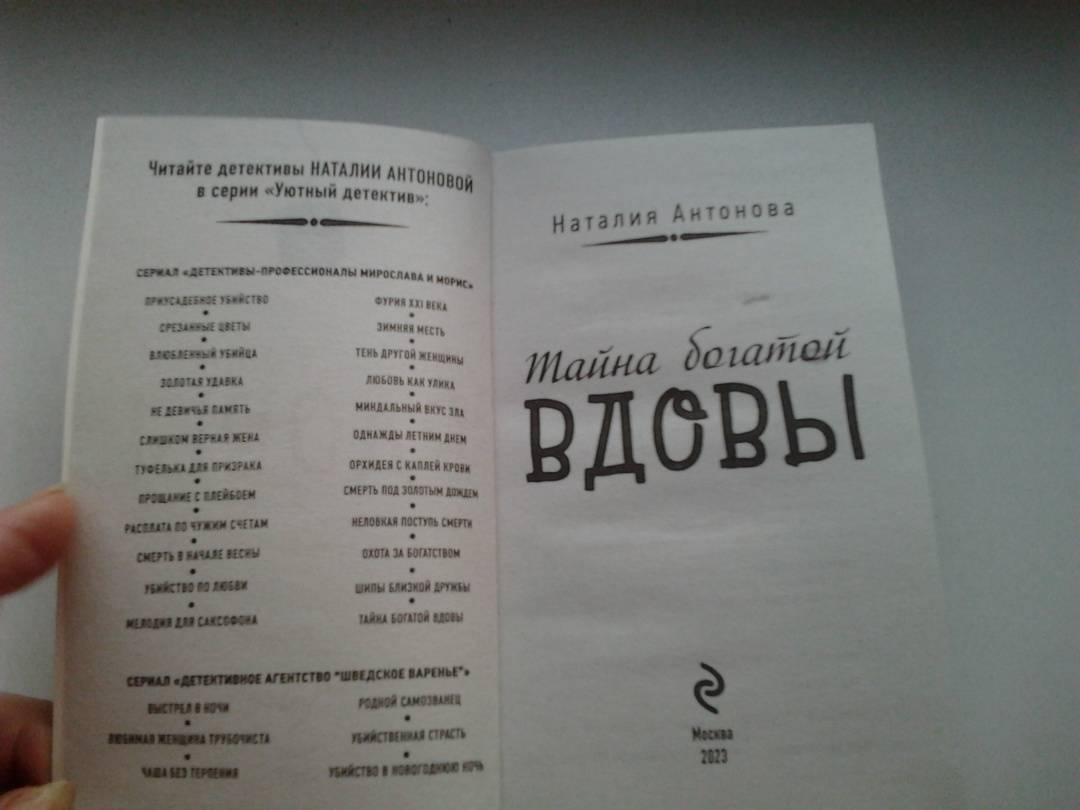 Читайте детективы НАТАЛИИ АНТОНОВОЙ
в серии «Уютный детектив»:
СЕРИАЛ «ДЕТЕКТИВЫ-ПРОФЕССИОНАЛЫ МИРОСЛАВА И МОРИС»
ПРИУСАДЕБНОЕ УБИЙСТВО
СРЕЗАННЫЕ ЦВЕТЫ
ВЛЮБЛЕННЫЙ УБИЙЦА
ЗОЛОТАЯ УДАВКА
НЕ ДЕВИЧЬЯ ПАМЯТЬ
СЛИШКОМ ВЕРНАЯ ЖЕНА
ТУФЕЛЬКА ДЛЯ ПРИЗРАКА
ПРОЩАНИЕ С ПЛЕЙБОЕМ
РАСПЛАТА ПО ЧУЖИМ СЧЕТАМ
СМЕРТЬ В НАЧАЛЕ ВЕСНЫ
УБИЙСТВО ПО ЛЮБВИ
МЕЛОДИЯ ДЛЯ САКСОФОНА
ФУРИЯ XXI ВЕКА
ЗИМНЯЯ МЕСТЬ
ТЕНЬ ДРУГОЙ ЖЕНЩИНЫ
ЛЮБОВЬ КАК УЛИКА
МИНДАЛЬНЫЙ ВКУС ЗЛА
ОДНАЖДЫ ЛЕТНИМ ДНЕМ
ОРХИДЕЯ С КАПЛЕЙ КРОВИ
СМЕРТЬ ПОД ЗОЛОТЫМ ДОЖДЕМ
НЕЛОВКАЯ ПОСТУПЬ СМЕРТИ
ОХОТА ЗА БОГАТСТВОМ
ШИПЫ БЛИЗКОЙ ДРУЖБЫ
ТАЙНА БОГАТОЙ ВДОВЫ
СЕРИАЛ «ДЕТЕКТИВНОЕ АГЕНТСТВО "ШВЕДСКОЕ ВАРЕНЬЕ"»
ВЫСТРЕЛ В НОЧИ
ЛЮБИМАЯ ЖЕНЩИНА ТРУБОЧИСТА
ЧАША БЕЗ ТЕРПЕНИЯ
РОДНОЙ САМОЗВАНЕЦ
УБИЙСТВЕННАЯ СТРАСТЬ
УБИЙСТВО В НОВОГОДНЮЮ НОЧЬ
Наталия Антонова
Тайна богатой
ВДОВЫ
Москва
2023